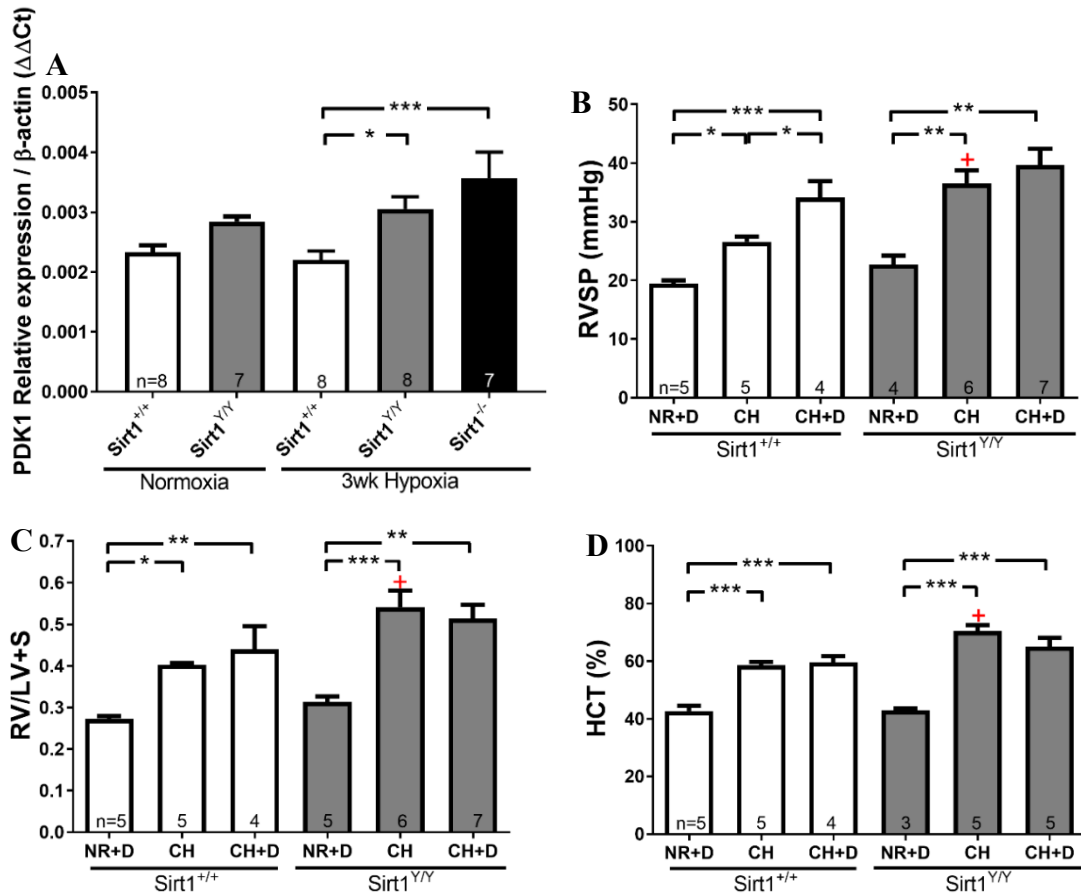 A
PDK1 Relative expression / β-actin (ΔΔCt)
0.005
0.004
0.003
0.002
0.001
0.000
***
*
n=8
7
8
8
7
Sirt1+/+
Sirt1Y/Y
Sirt1+/+
Sirt1Y/Y
Sirt1-/-
Normoxia
3wk Hypoxia
B
RVSP (mmHg)
50
40
30
20
10
0
***
*
*
**
**
+
n=5
5
4
4
6
7
NR+D
CH
CH+D
NR+D
CH
CH+D
Sirt1+/+
Sirt1Y/Y
C
RV/LV+S
0.7
0.6
0.5
0.4
0.3
0.2
0.1
0.0
**
*
**
***
+
n=5
5
4
5
6
7
NR+D
CH
CH+D
NR+D
CH
CH+D
Sirt1+/+
Sirt1Y/Y
D
HCT (%)
100
80
60
40
20
0
***
***
***
***
+
n=5
5
4
3
5
5
NR+D
CH
CH+D
NR+D
CH
CH+D
Sirt1+/+
Sirt1Y/Y